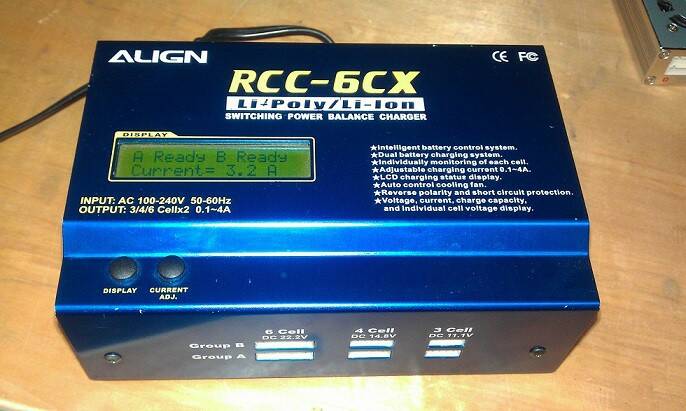 ALIGN
CE FC
RCC-6CX
Li-Poly/Li-Ion
SWITCHING POWER BALANCE CHARGER
DISPLAY
A Ready B Ready
Current= 3.2 A
★Intelligent battery control system.
★Dual battery charging system.
★Individually monitoring of each cell.
★Adjustable charging current 0.1~4A.
★LCD charging status display.
★Auto control cooling fan.
★Reverse polarity and short circuit protection.
★Voltage, current, charge capacity,
and individual cell voltage display.
INPUT: AC 100-240V 50-60Hz
OUTPUT: 3/4/6 Cellx2 0.1~4A
DISPLAY
CURRENT
ADJ.
6 Cell
DC 22.2V
4 Cell
DC 14.8V
3 Cell
DC 11.1V
Group B
Group A